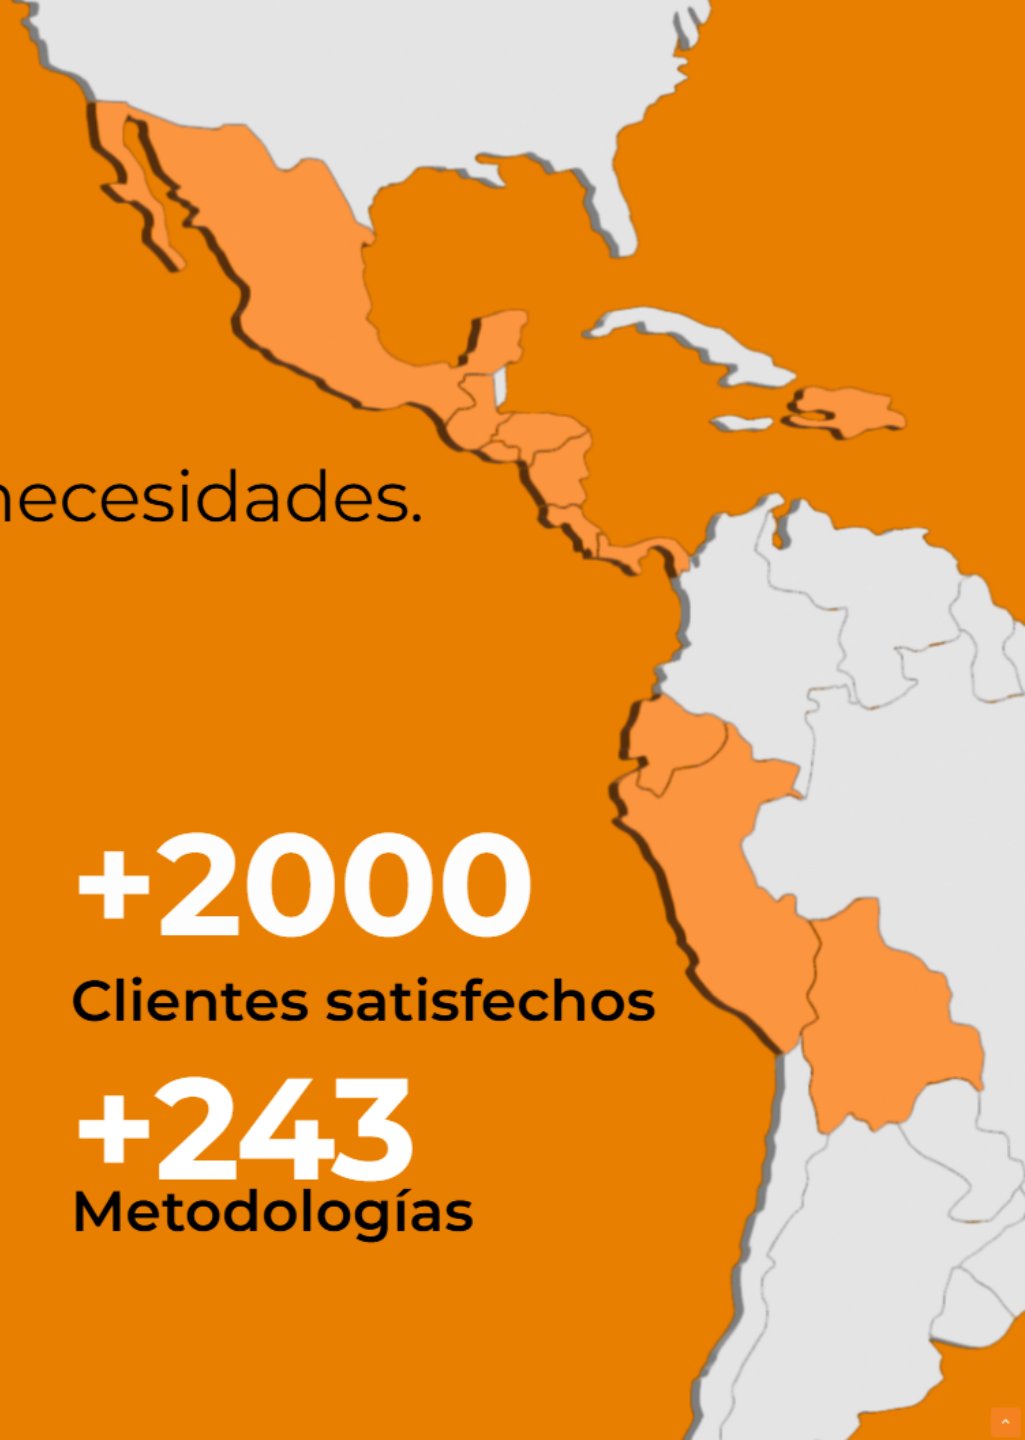 necesidades.
+2000
Clientes satisfechos
+243
Metodologías